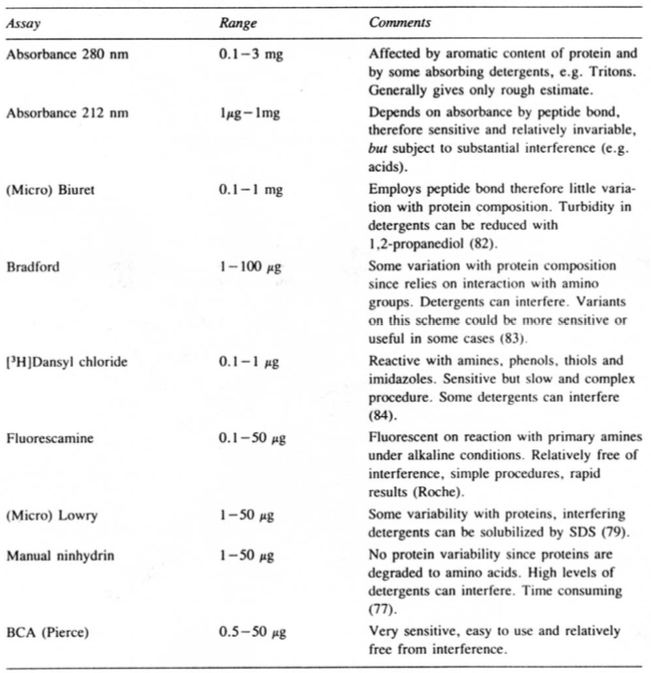 Assay Range Comments
Absorbance 280 nm 0.1–3 mg Affected by aromatic content of protein and
by some absorbing detergents, e.g. Tritons.
Generally gives only rough estimate.
Absorbance 212 nm 1μg–1mg Depends on absorbance by peptide bond,
therefore sensitive and relatively invariable,
but subject to substantial interference (e.g.
acids).
(Micro) Biuret 0.1–1 mg Employs peptide bond therefore little varia-
tion with protein composition. Turbidity in
detergents can be reduced with
1,2-propanediol (82).
Bradford 1–100 μg Some variation with protein composition
since relies on interaction with amino
groups. Detergents can interfere. Variants
on this scheme could be more sensitive or
useful in some cases (83).
[³H]Dansyl chloride 0.1–1 μg Reactive with amines, phenols, thiols and
imidazoles. Sensitive but slow and complex
procedure. Some detergents can interfere
(84).
Fluorescamine 0.1–50 μg Fluorescent on reaction with primary amines
under alkaline conditions. Relatively free of
interference, simple procedures, rapid
results (Roche).
(Micro) Lowry 1–50 μg Some variability with proteins, interfering
detergents can be solubilized by SDS (79).
Manual ninhydrin 1–50 μg No protein variability since proteins are
degraded to amino acids. High levels of
detergents can interfere. Time consuming
(77).
BCA (Pierce) 0.5–50 μg Very sensitive, easy to use and relatively
free from interference.